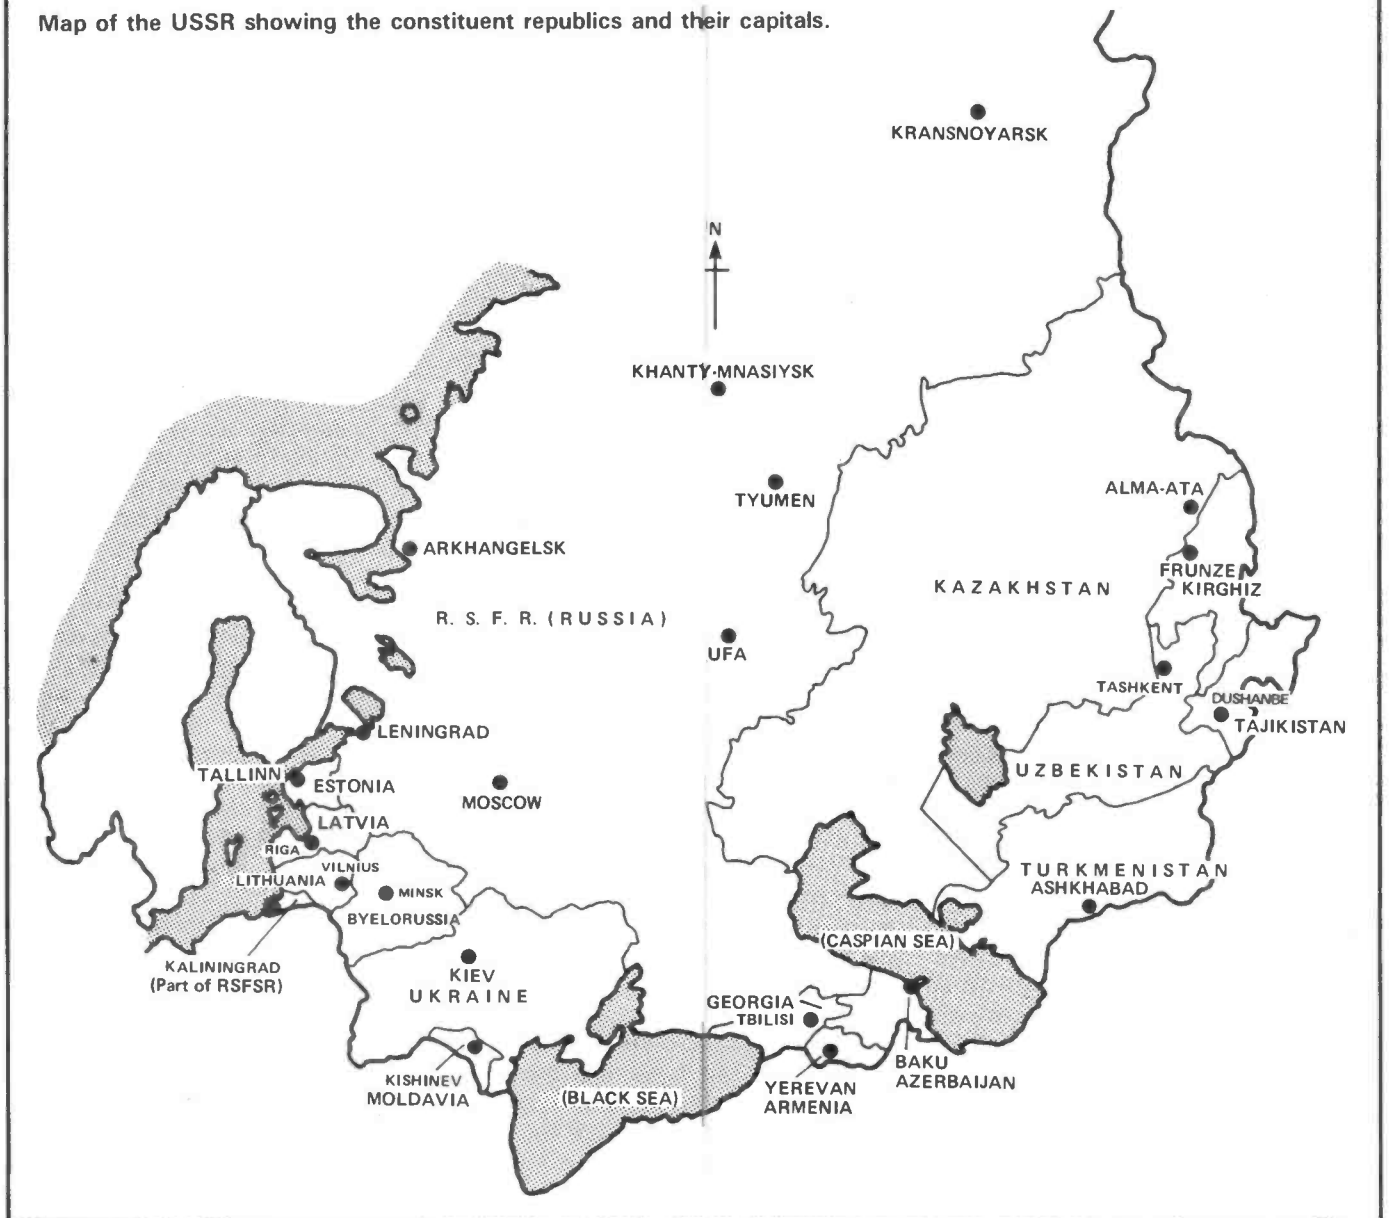 Map of the USSR showing the constituent republics and their capitals.
KRANSNOYARSK
N
KHANTY-MNASIYSK
TYUMEN
ALMA-ATA
ARKHANGELSK
FRUNZE
KIRGHIZ
KAZAKHSTAN
R. S. F. R. (RUSSIA)
UFA
TASHKENT
DUSHANBE
TAJIKISTAN
LENINGRAD
TALLINN
ESTONIA
UZBEKISTAN
MOSCOW
LATVIA
RIGA
VILNIUS
LITHUANIA
MINSK
BYELORUSSIA
TURKMENISTAN
ASHKHABAD
(CASPIAN SEA)
KALININGRAD
(Part of RSFSR)
KIEV
UKRAINE
GEORGIA
TBILISI
BAKU
AZERBAIJAN
KISHINEV
MOLDAVIA
(BLACK SEA)
YEREVAN
ARMENIA